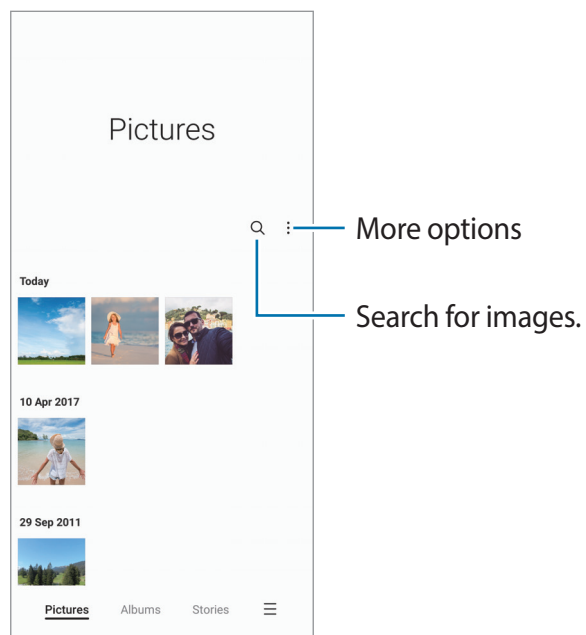 Pictures
More options
Search for images.
Today
10 Apr 2017
29 Sep 2011
Pictures Albums Stories